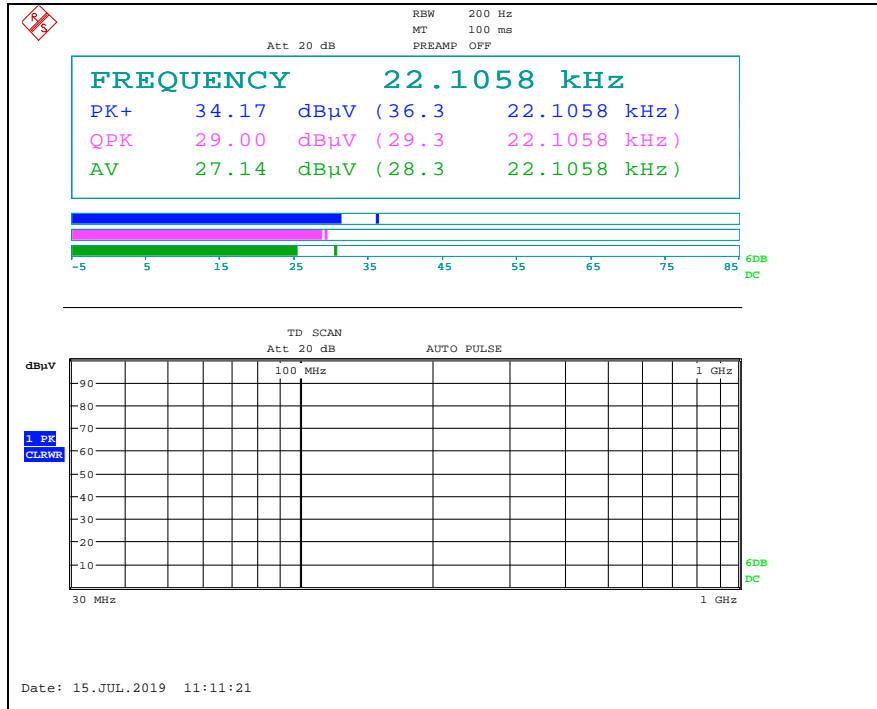 R S
RBW 200 Hz
MT 100 ms
Att 20 dB PREAMP OFF
FREQUENCY 22.1058 kHz
PK+ 34.17 dBµV (36.3 22.1058 kHz)
QPK 29.00 dBµV (29.3 22.1058 kHz)
AV 27.14 dBµV (28.3 22.1058 kHz)
-5 5 15 25 35 45 55 65 75 85
6DB
DC
TD SCAN
Att 20 dB AUTO PULSE
dBµV
100 MHz 1 GHz
90
80
70
1 PK
CLRWR
60
50
40
30
20
10
6DB
DC
30 MHz 1 GHz
Date: 15.JUL.2019 11:11:21